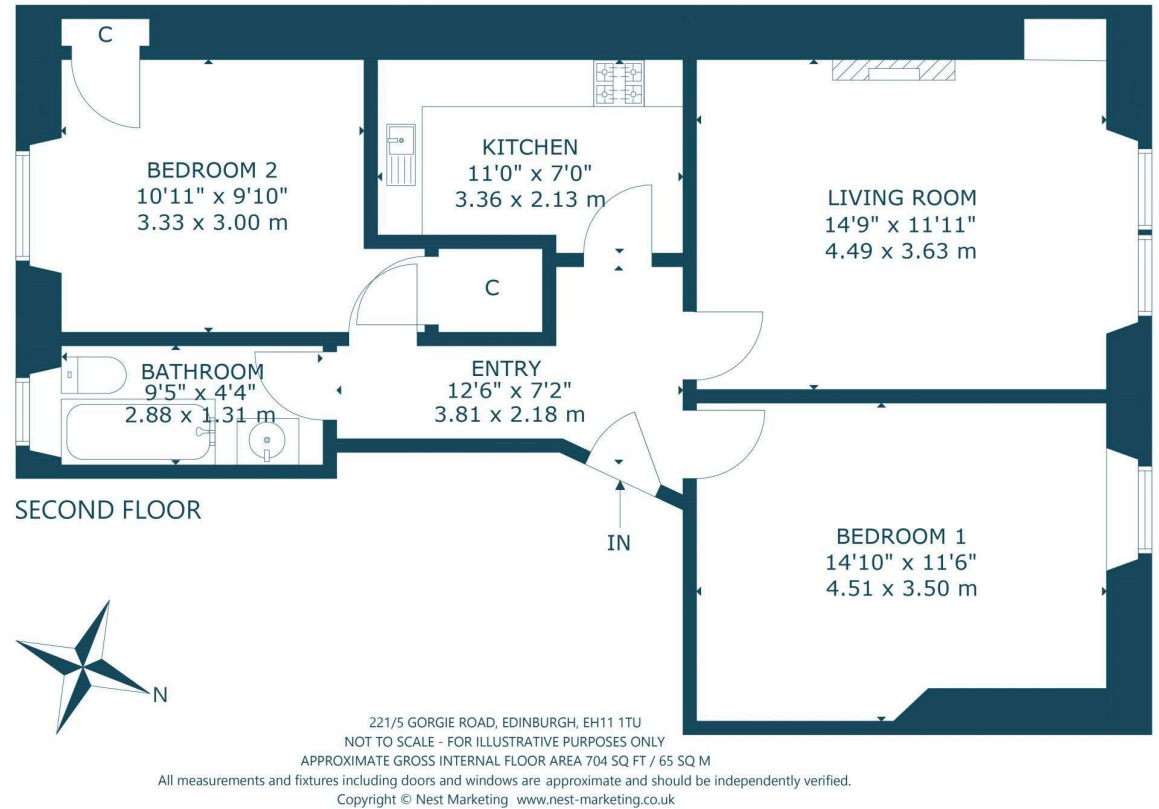 C
BEDROOM 2
10'11" x 9'10"
3.33 x 3.00 m
KITCHEN
11'0" x 7'0"
3.36 x 2.13 m
LIVING ROOM
14'9" x 11'11"
4.49 x 3.63 m
C
BATHROOM
9'5" x 4'4"
2.88 x 1.31 m
ENTRY
12'6" x 7'2"
3.81 x 2.18 m
SECOND FLOOR
IN
BEDROOM 1
14'10" x 11'6"
4.51 x 3.50 m
N
221/5 GORGIE ROAD, EDINBURGH, EH11 1TU
NOT TO SCALE - FOR ILLUSTRATIVE PURPOSES ONLY
APPROXIMATE GROSS INTERNAL FLOOR AREA 704 SQ FT / 65 SQ M
All measurements and fixtures including doors and windows are approximate and should be independently verified.
Copyright © Nest Marketing www.nest-marketing.co.uk